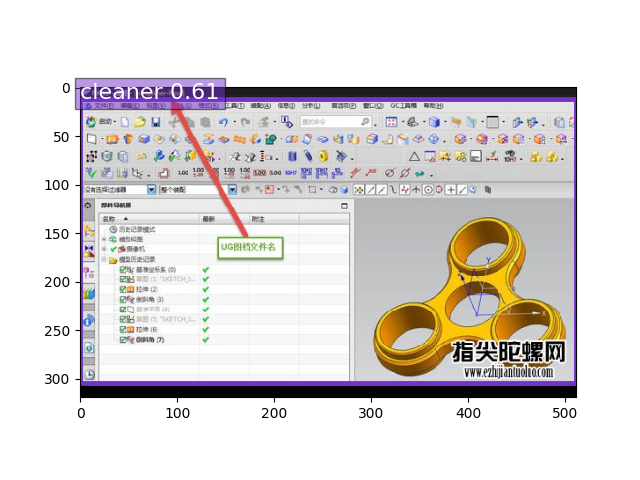 cleaner 0.61
文件(F) 编辑(E) 视图(V) 格式(R) 工具(T) 装配(A) 信息(I) 分析(L) 首选项(P) 窗口(O) GC工具箱 帮助(H)
启动
没有选择过滤器 整个装配
部件导航器
名称 最新 附注
历史记录模式
模型视图
摄像机
模型历史记录
基准坐标系 (0)
草图 (1) "SKETCH_S...
拉伸 (2)
倒斜角 (3)
基准平面 (4)
草图 (5) "SKETCH_S...
拉伸 (6)
倒斜角 (7)
UG图档文件名
Y
X
指尖陀螺网
www.ezhijiantuoluo.com
0
50
100
150
200
250
300
0 100 200 300 400 500